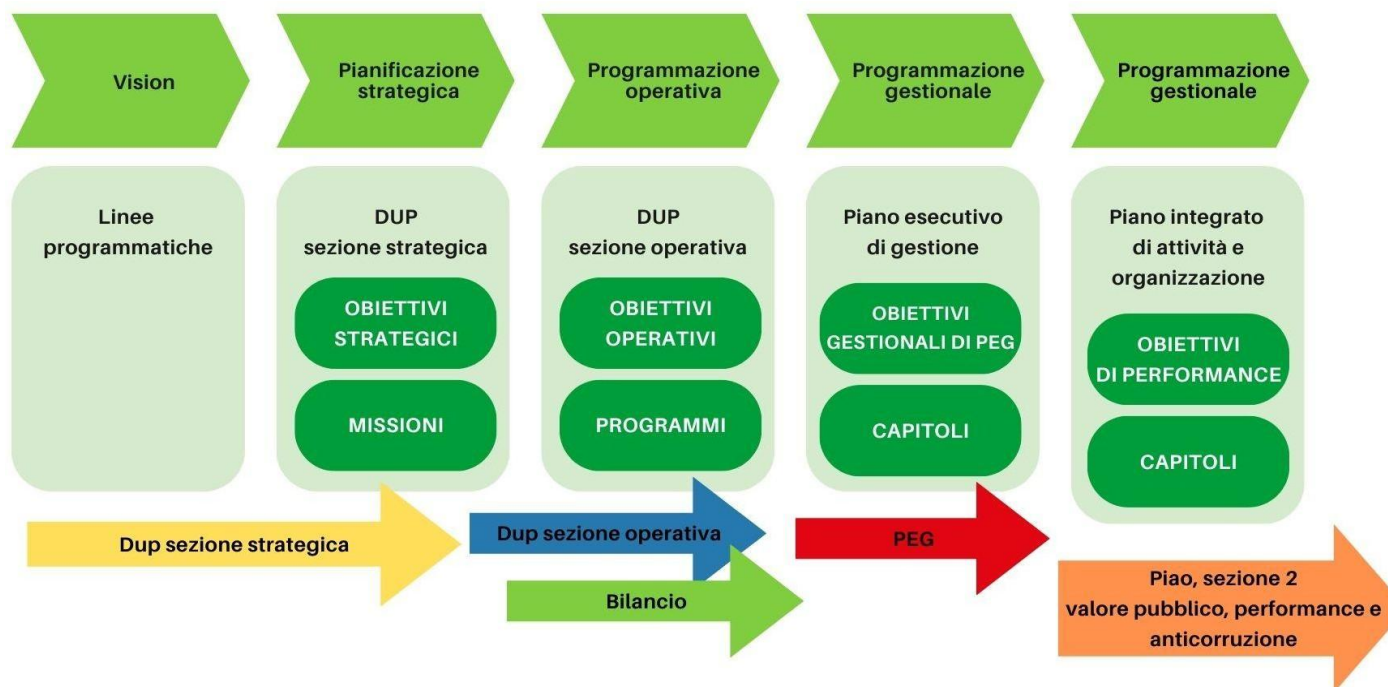 Vision
Pianificazione
strategica
Programmazione
operativa
Programmazione
gestionale
Programmazione
gestionale
Linee
programmatiche
DUP
sezione strategica
OBIETTIVI
STRATEGICI
MISSIONI
DUP
sezione operativa
OBIETTIVI
OPERATIVI
PROGRAMMI
Piano esecutivo
di gestione
OBIETTIVI
GESTIONALI DI PEG
CAPITOLI
Piano integrato
di attività e
organizzazione
OBIETTIVI
DI PERFORMANCE
CAPITOLI
Dup sezione strategica
Dup sezione operativa
Bilancio
PEG
Piao, sezione 2
valore pubblico, performance e
anticorruzione